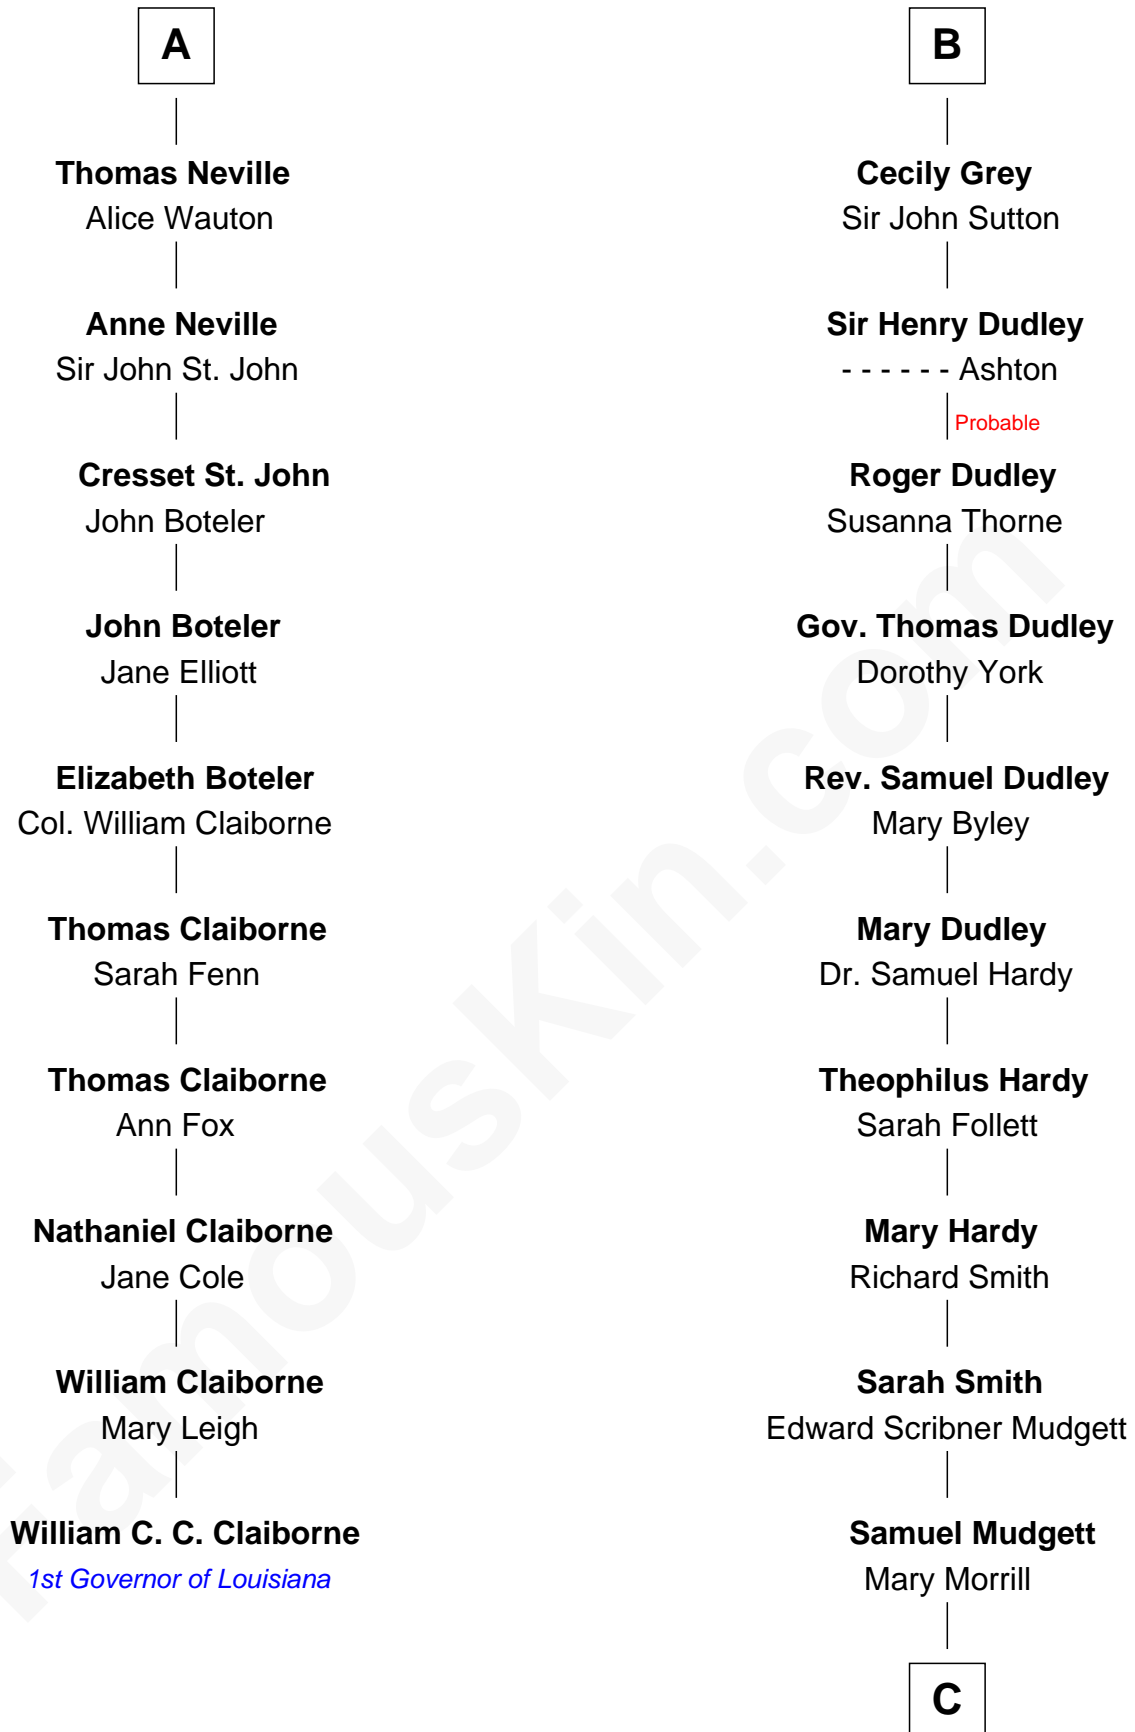 A
Thomas Neville
Alice Wauton
Anne Neville
Sir John St. John
Cresset St. John
John Boteler
John Boteler
Jane Elliott
Elizabeth Boteler
Col. William Claiborne
Thomas Claiborne
Sarah Fenn
Thomas Claiborne
Ann Fox
Nathaniel Claiborne
Jane Cole
William Claiborne
Mary Leigh
William C. C. Claiborne
1st Governor of Louisiana
B
Cecily Grey
Sir John Sutton
Sir Henry Dudley
- - - - - - Ashton
Probable
Roger Dudley
Susanna Thorne
Gov. Thomas Dudley
Dorothy York
Rev. Samuel Dudley
Mary Byley
Mary Dudley
Dr. Samuel Hardy
Theophilus Hardy
Sarah Follett
Mary Hardy
Richard Smith
Sarah Smith
Edward Scribner Mudgett
Samuel Mudgett
Mary Morrill
C
FamousKin.com